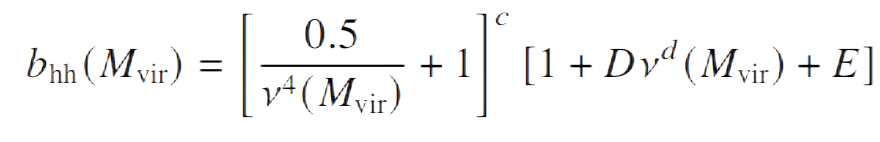 b_hh(M_vir) = [0.5 / ν^4(M_vir) + 1]^c [1 + Dν^d(M_vir) + E]